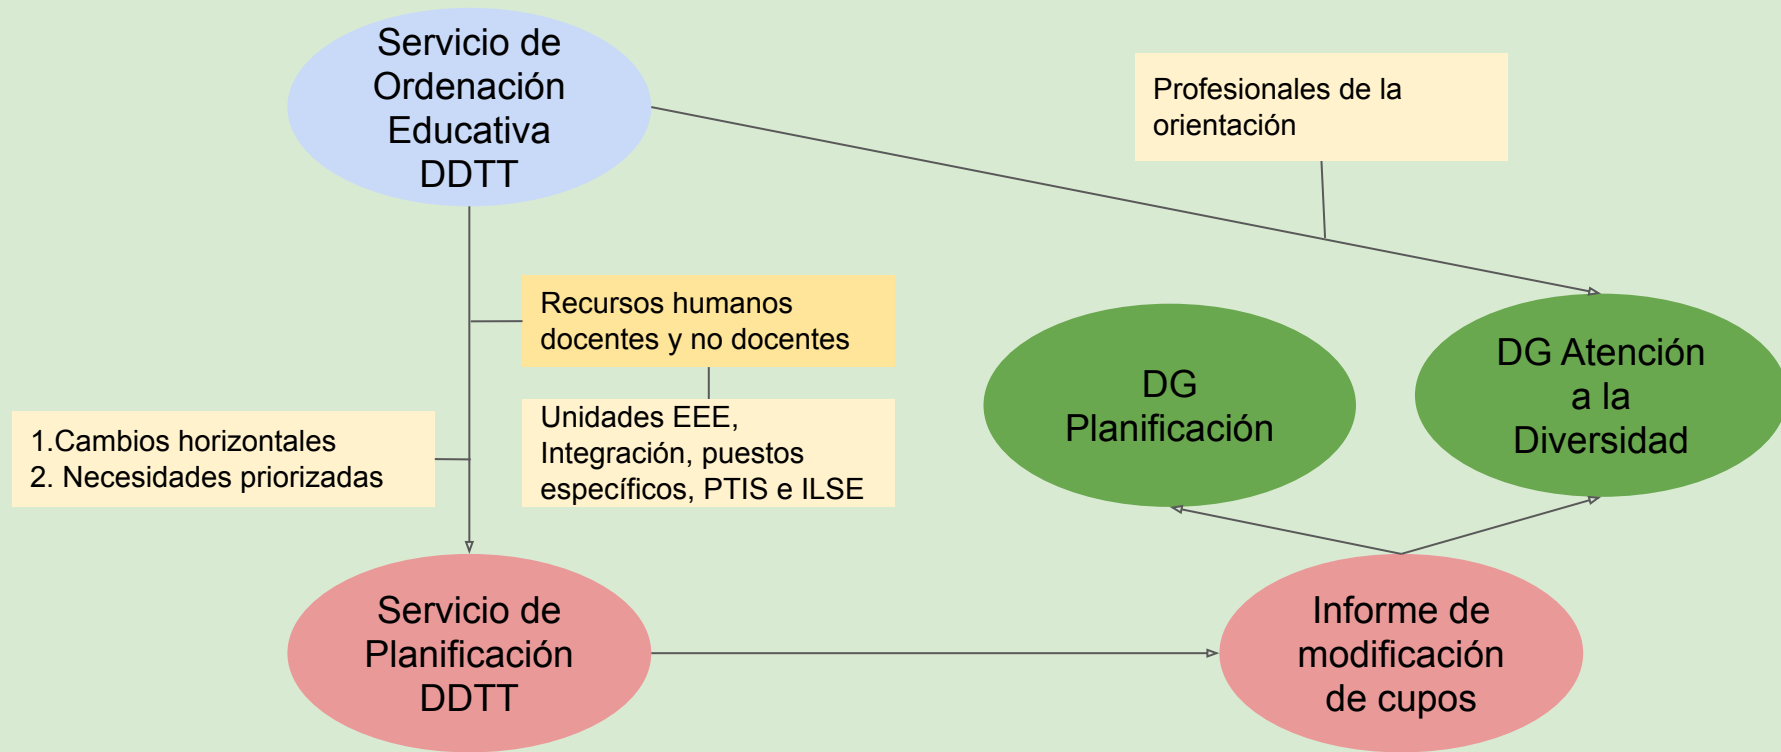 Servicio de
Ordenación
Educativa
DDTT
Profesionales de la
orientación
Recursos humanos
docentes y no docentes
Unidades EEE,
Integración, puestos
específicos, PTIS e ILSE
1.Cambios horizontales
2. Necesidades priorizadas
DG
Planificación
DG Atención
a la
Diversidad
Servicio de
Planificación
DDTT
Informe de
modificación
de cupos